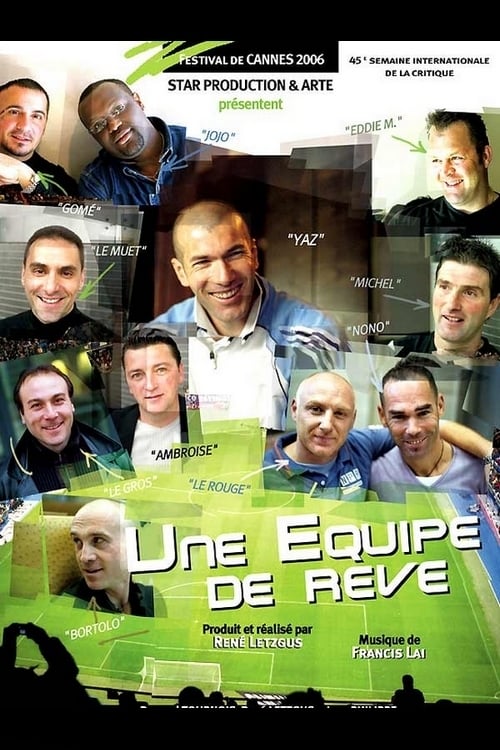 FESTIVAL DE CANNES 2006
45e SEMAINE INTERNATIONALE
DE LA CRITIQUE
STAR PRODUCTION & ARTE
présentent
"JOJO"
"EDDIE M."
"GOMÉ"
"LE MUET"
"YAZ"
"MICHEL"
"NONO"
"AMBROISE"
"LE GROS"
"LE ROUGE"
UNE EQUIPE
DE REVE
"BORTOLO"
Produit et réalisé par
RENÉ LETZGUS
Musique de
FRANCIS LAI